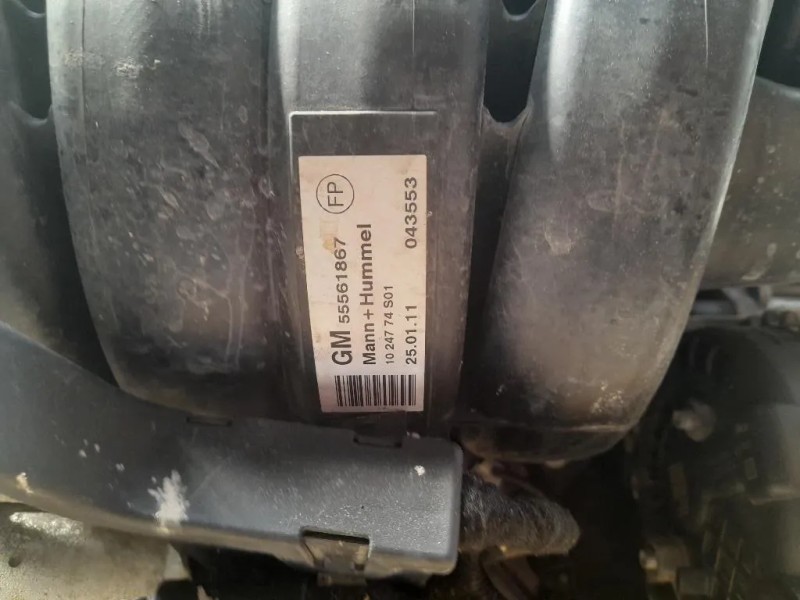 FP
GM 55561867
Mann+Hummel
10 247 74 S01
25.01.11 043553